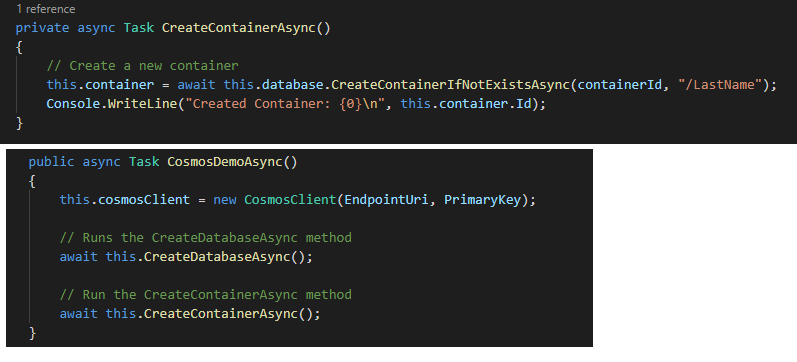 1 reference
private async Task CreateContainerAsync()
{
// Create a new container
this.container = await this.database.CreateContainerIfNotExistsAsync(containerId, "/LastName");
Console.WriteLine("Created Container: {0}\n", this.container.Id);
}
public async Task CosmosDemoAsync()
{
this.cosmosClient = new CosmosClient(EndpointUri, PrimaryKey);
// Runs the CreateDatabaseAsync method
await this.CreateDatabaseAsync();
// Run the CreateContainerAsync method
await this.CreateContainerAsync();
}